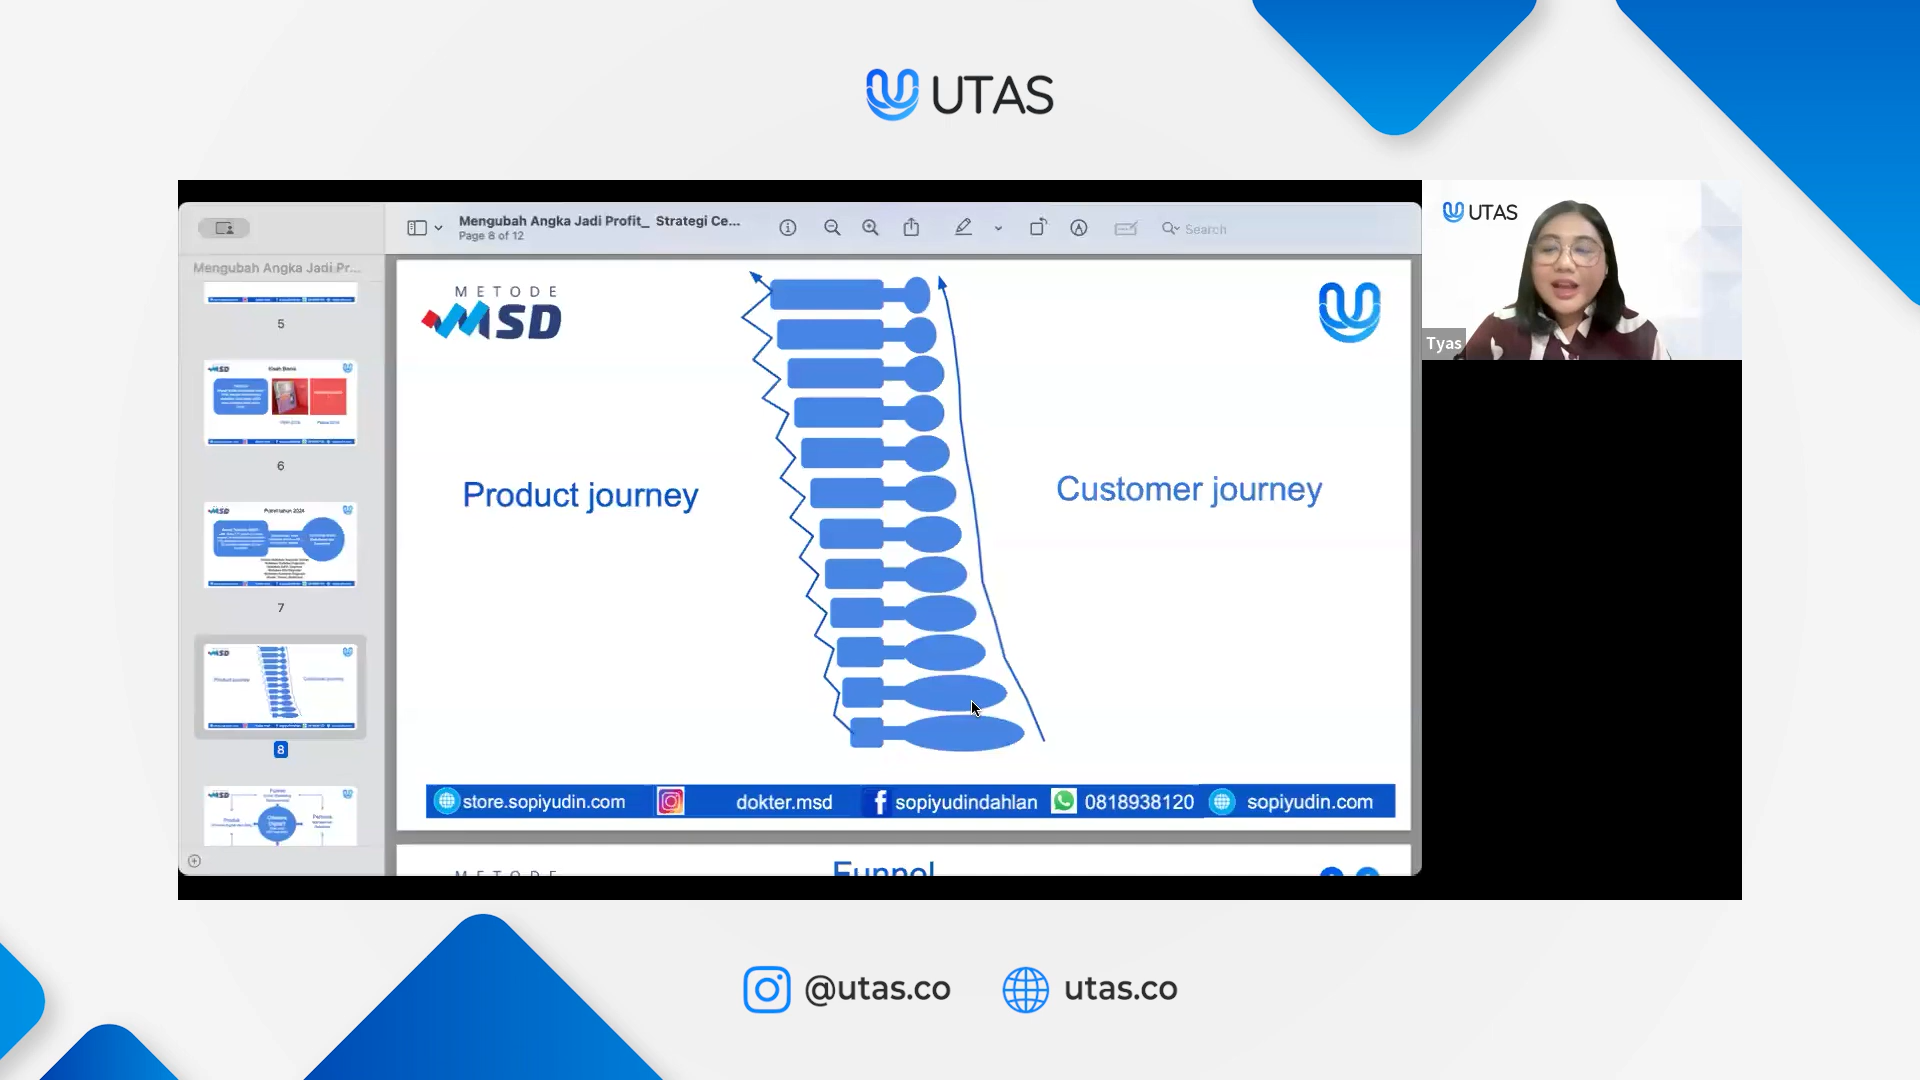 UTAS
Mengubah Angka Jadi Profit_ Strategi Ce...
Page 8 of 12
Search
Mengubah Angka Jadi Pr...
5
6
7
8
METODE
MSD
Product journey
Customer journey
store.sopiyudin.com
dokter.msd
sopiyudindahlan
0818938120
sopiyudin.com
METODE
Funnel
UTAS
Tyas
@utas.co
utas.co